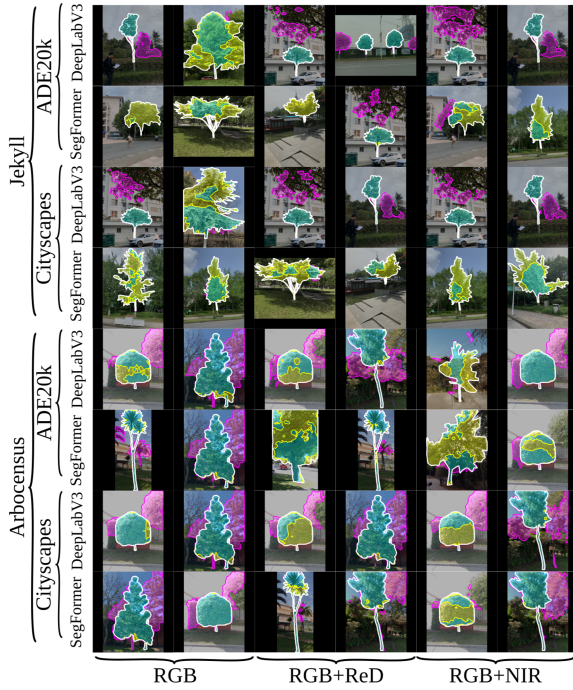 Jekyll
ADE20k
DeepLabV3
SegFormer
Cityscapes
DeepLabV3
SegFormer
Arbocensus
ADE20k
DeepLabV3
SegFormer
Cityscapes
DeepLabV3
SegFormer
RGB
RGB+ReD
RGB+NIR